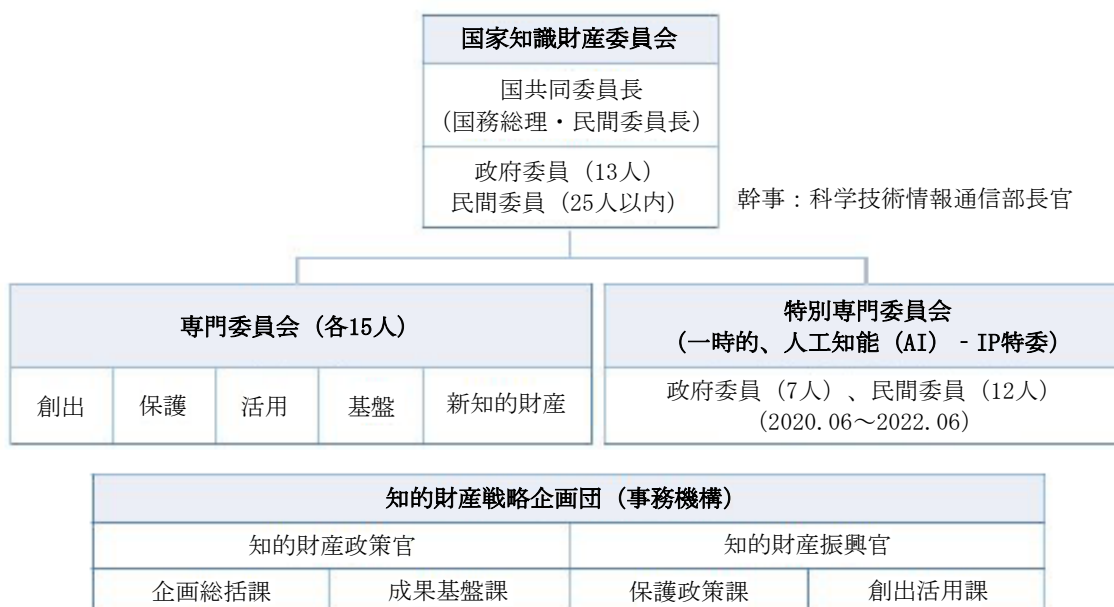 国家知識財産委員会
国共同委員長
（国務総理・民間委員長）
政府委員（13人）
民間委員（25人以内）
幹事：科学技術情報通信部長官
専門委員会（各15人）
創出
保護
活用
基盤
新知的財産
特別専門委員会
（一時的、人工知能（AI） - IP特委）
政府委員（7人）、民間委員（12人）
（2020.06～2022.06）
知的財産戦略企画団（事務機構）
知的財産政策官
知的財産振興官
企画総括課
成果基盤課
保護政策課
創出活用課